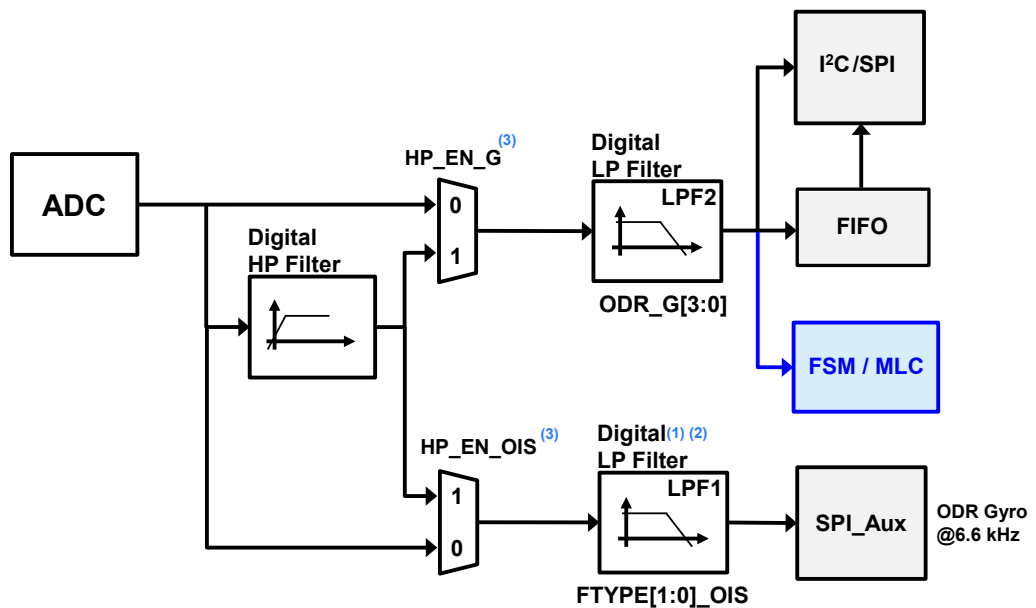 ADC
HP_EN_G(3)
0
1
Digital
HP Filter
Digital
LP Filter
LPF2
ODR_G[3:0]
I²C/SPI
FIFO
FSM / MLC
HP_EN_OIS(3)
1
0
Digital(1) (2)
LP Filter
LPF1
FTYPE[1:0]_OIS
SPI_Aux
ODR Gyro
@6.6 kHz